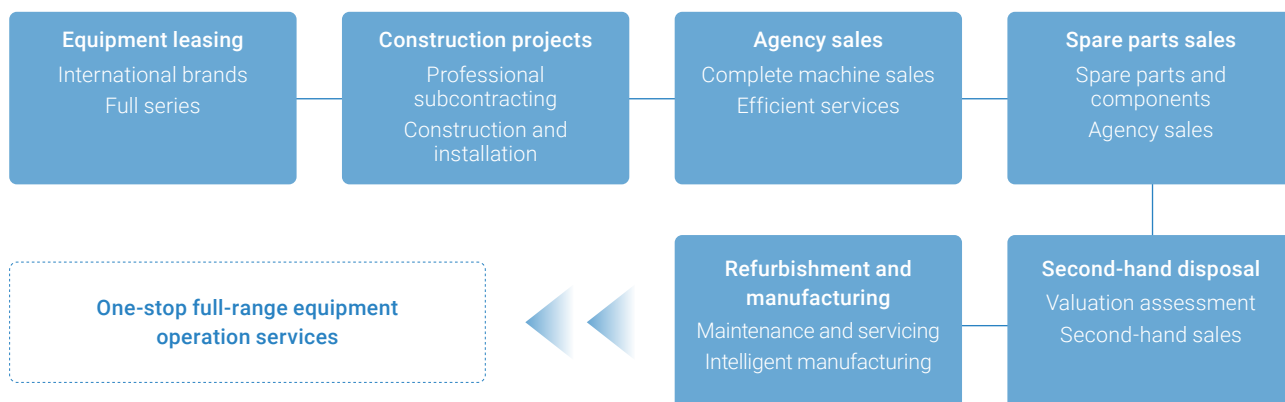 Equipment leasing
International brands
Full series
Construction projects
Professional
subcontracting
Construction and
installation
Agency sales
Complete machine sales
Efficient services
Spare parts sales
Spare parts and
components
Agency sales
One-stop full-range equipment
operation services
Refurbishment and
manufacturing
Maintenance and servicing
Intelligent manufacturing
Second-hand disposal
Valuation assessment
Second-hand sales